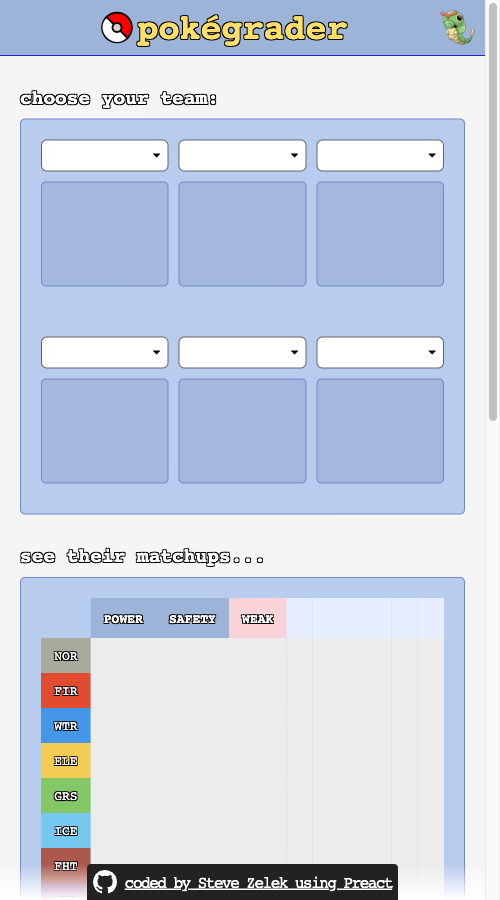 pokégrader
choose your team:
see their matchups...
POWER SAFETY WEAK
NOR
FIR
WTR
ELE
GRS
ICE
FHT
coded by Steve Zelek using Preact